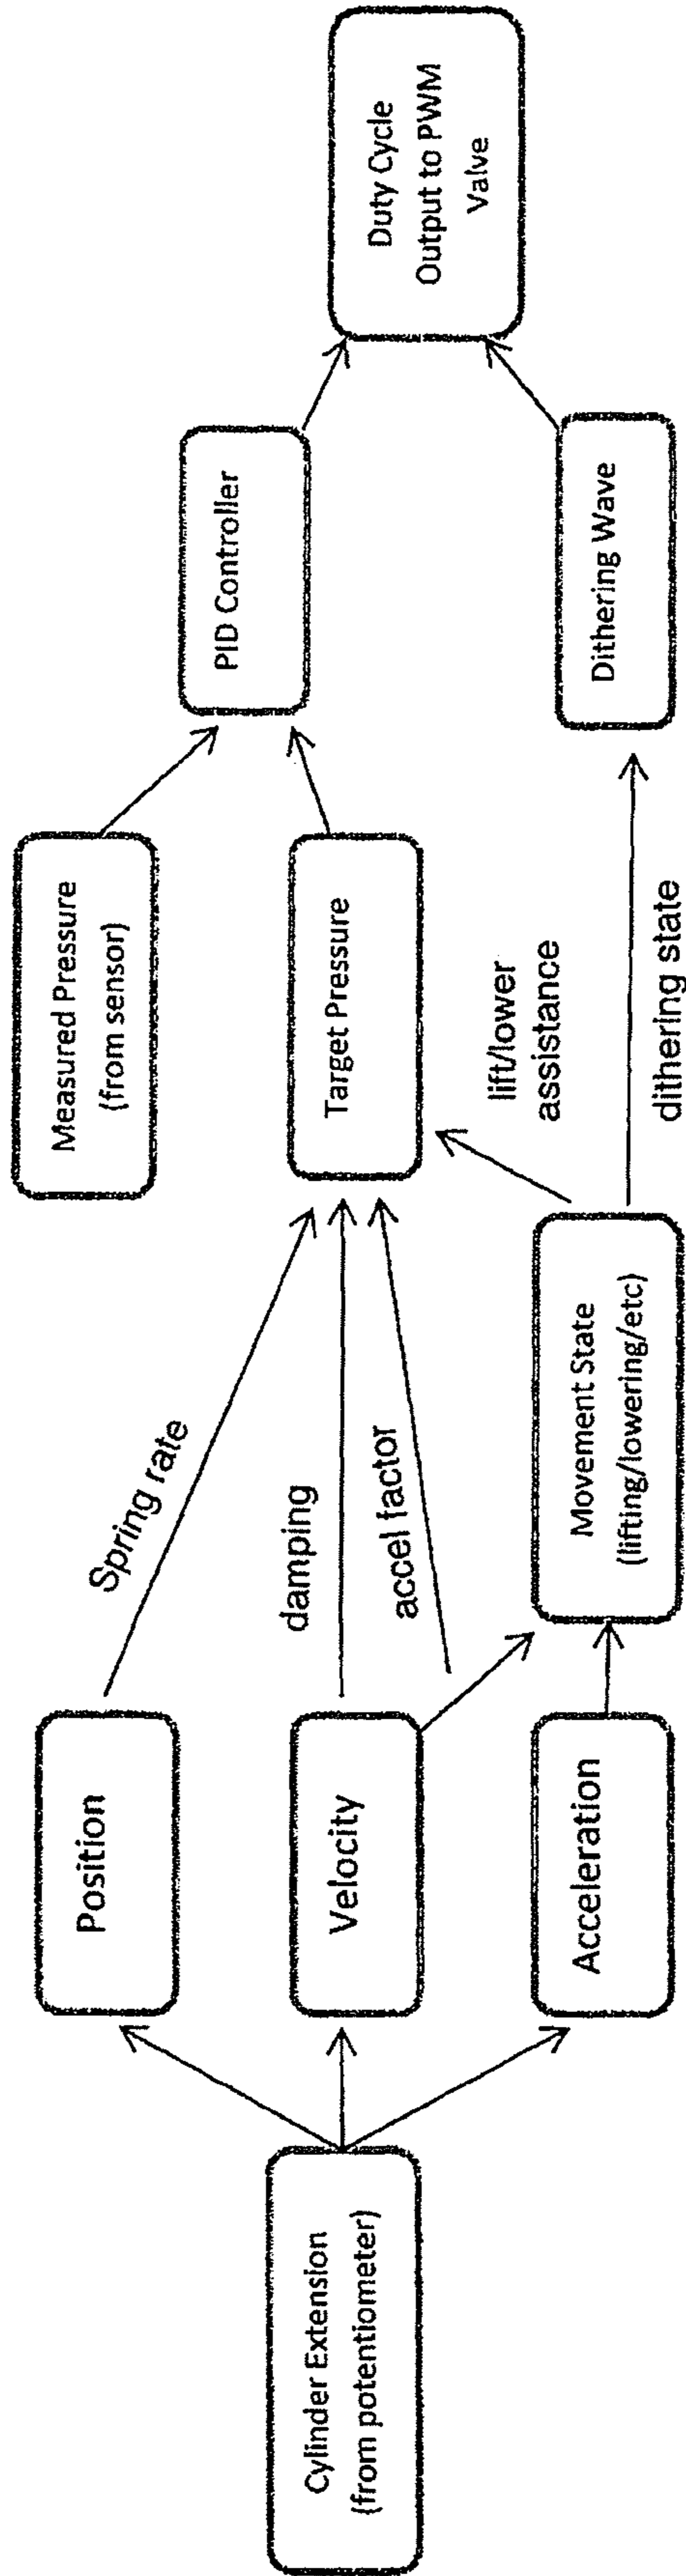 Cylinder Extension
(from potentiometer)
Position
Velocity
Acceleration
Spring rate
damping
accel factor
Movement State
(lifting/lowering/etc)
Measured Pressure
(from sensor)
Target Pressure
lift/lower
assistance
dithering state
PID Controller
Dithering Wave
Duty Cycle
Output to PWM
Valve